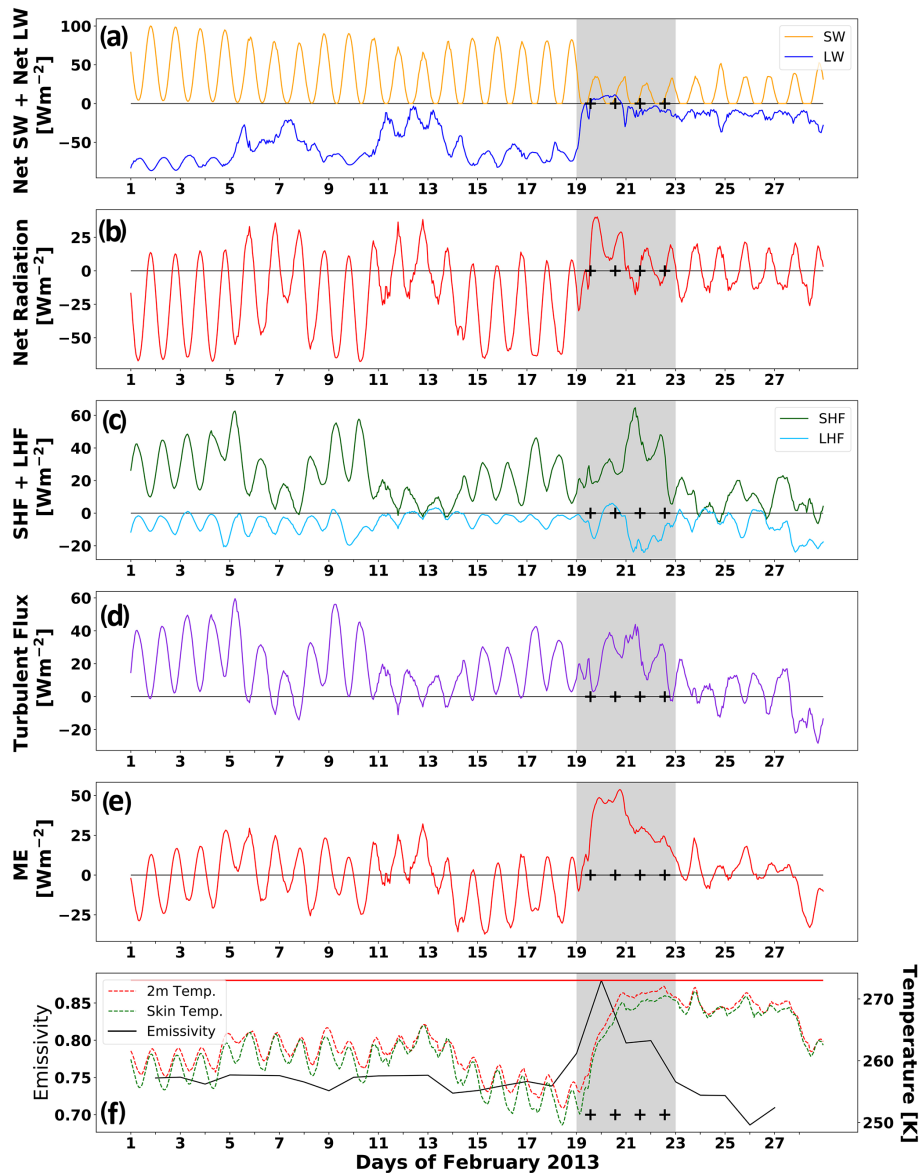 (a)
SW
LW
Net SW + Net LW
[Wm−2]
100
50
0
−50
1 3 5 7 9 11 13 15 17 19 21 23 25 27
(b)
Net Radiation
[Wm−2]
25
0
−25
−50
1 3 5 7 9 11 13 15 17 19 21 23 25 27
(c)
SHF
LHF
SHF + LHF
[Wm−2]
60
40
20
0
−20
1 3 5 7 9 11 13 15 17 19 21 23 25 27
(d)
Turbulent Flux
[Wm−2]
60
40
20
0
−20
1 3 5 7 9 11 13 15 17 19 21 23 25 27
(e)
ME
[Wm−2]
50
25
0
−25
1 3 5 7 9 11 13 15 17 19 21 23 25 27
2m Temp.
Skin Temp.
Emissivity
Emissivity
0.85
0.80
0.75
0.70
(f)
270
260
250
Temperature [K]
1 3 5 7 9 11 13 15 17 19 21 23 25 27
Days of February 2013